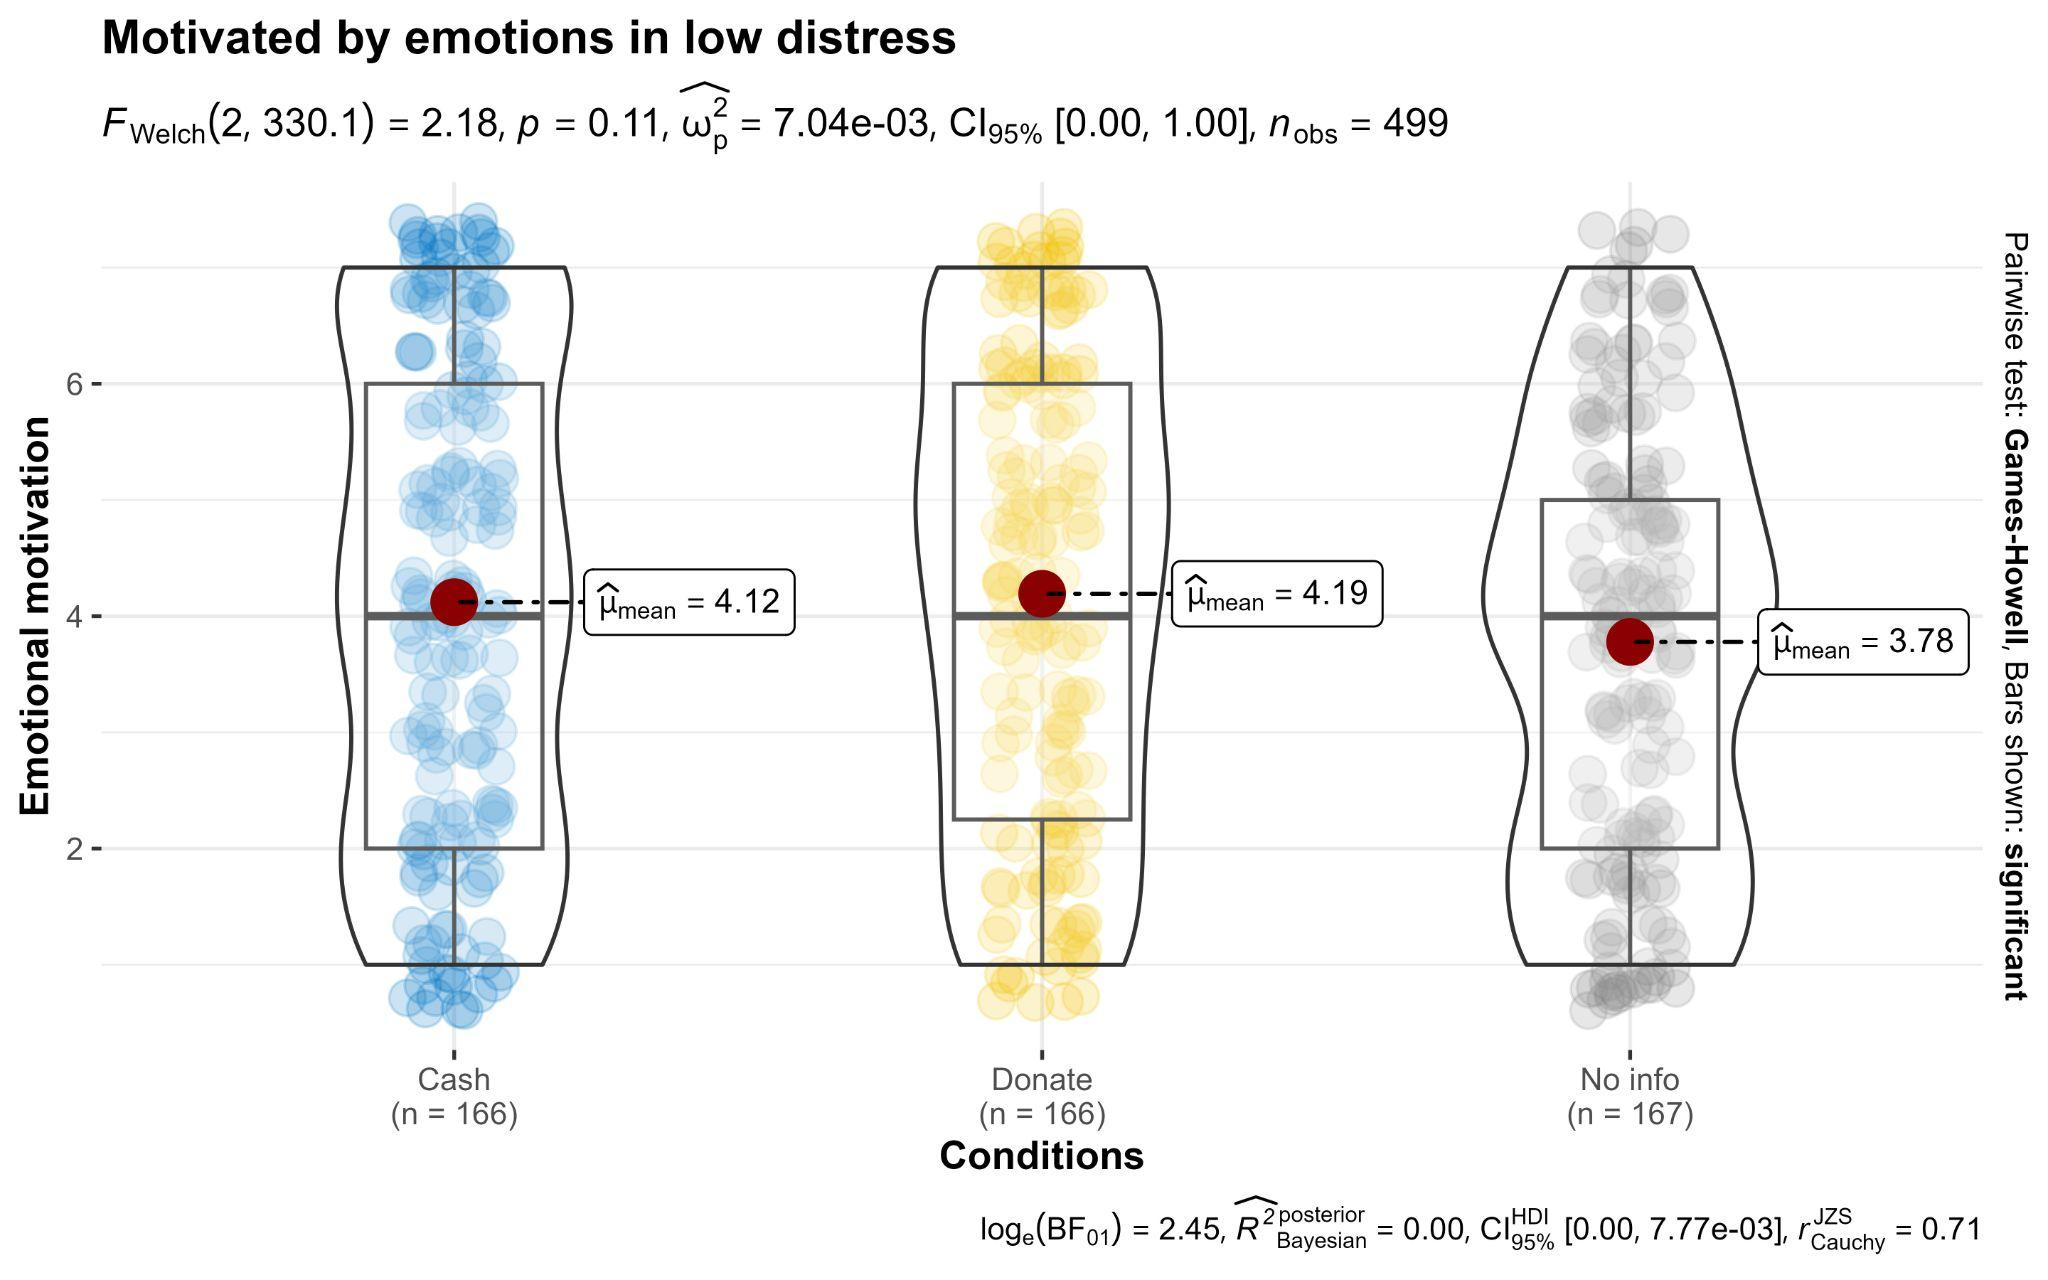 Motivated by emotions in low distress
F_Welch(2, 330.1) = 2.18, p = 0.11, ω̂²_p = 7.04e-03, CI_95% [0.00, 1.00], n_obs = 499
Emotional motivation
6
4
2
μ̂_mean = 4.12
μ̂_mean = 4.19
μ̂_mean = 3.78
Pairwise test: Games-Howell, Bars shown: significant
Cash
(n = 166)
Donate
(n = 166)
No info
(n = 167)
Conditions
log_e(BF_01) = 2.45, R̂²^posterior_Bayesian = 0.00, CI^HDI_95% [0.00, 7.77e-03], r^JZS_Cauchy = 0.71